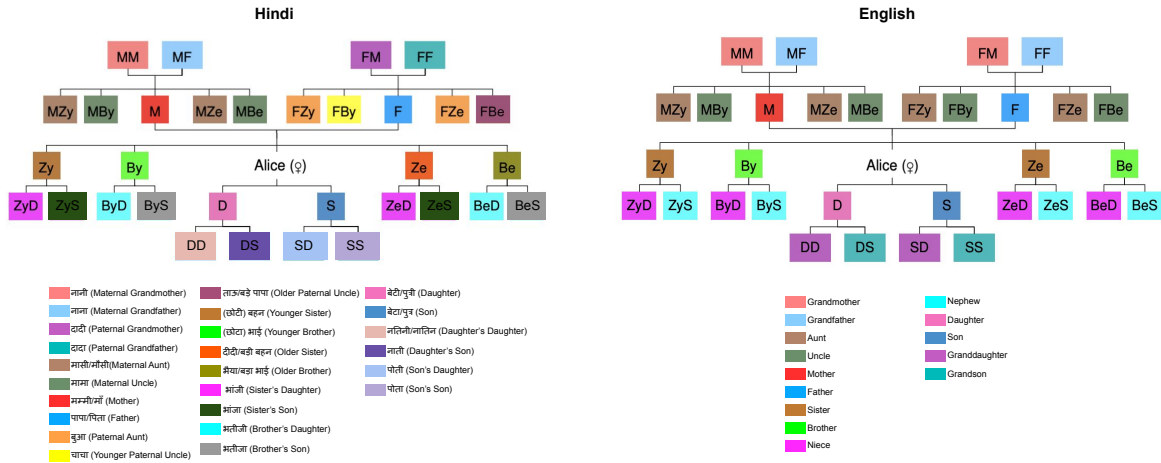 Hindi
MM MF FM FF
MZy MBy M MZe MBe FZy FBy F FZe FBe
Zy By Alice (♀) Ze Be
ZyD ZyS ByD ByS D S ZeD ZeS BeD BeS
DD DS SD SS
नानी (Maternal Grandmother)
नाना (Maternal Grandfather)
दादी (Paternal Grandmother)
दादा (Paternal Grandfather)
मासी/मौसी(Maternal Aunt)
मामा (Maternal Uncle)
मम्मी/माँ (Mother)
पापा/पिता (Father)
बुआ (Paternal Aunt)
चाचा (Younger Paternal Uncle)
ताऊ/बड़े पापा (Older Paternal Uncle)
(छोटी) बहन (Younger Sister)
(छोटा) भाई (Younger Brother)
दीदी/बड़ी बहन (Older Sister)
भैया/बड़ा भाई (Older Brother)
भांजी (Sister's Daughter)
भांजा (Sister's Son)
भतीजी (Brother's Daughter)
भतीजा (Brother's Son)
बेटी/पुत्री (Daughter)
बेटा/पुत्र (Son)
नतिनी/नातिन (Daughter's Daughter)
नाती (Daughter's Son)
पोती (Son's Daughter)
पोता (Son's Son)
English
MM MF FM FF
MZy MBy M MZe MBe FZy FBy F FZe FBe
Zy By Alice (♀) Ze Be
ZyD ZyS ByD ByS D S ZeD ZeS BeD BeS
DD DS SD SS
Grandmother
Grandfather
Aunt
Uncle
Mother
Father
Sister
Brother
Niece
Nephew
Daughter
Son
Granddaughter
Grandson